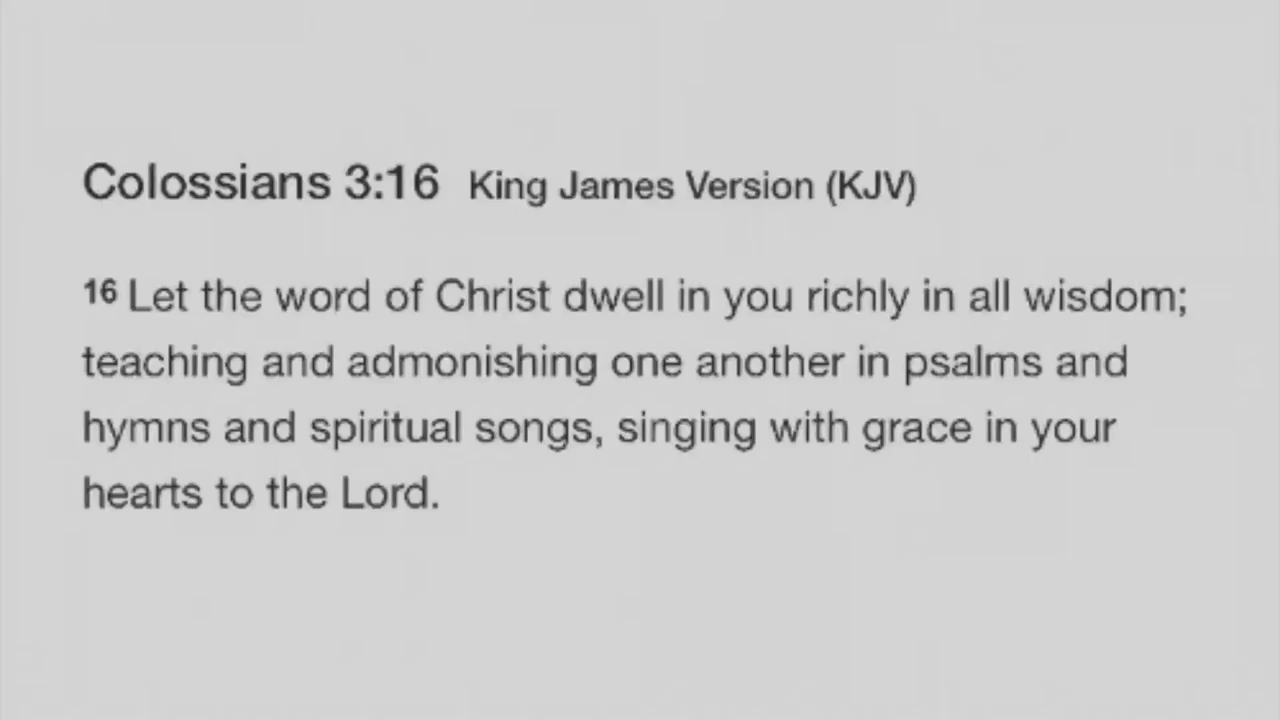 Colossians 3:16 King James Version (KJV)
16 Let the word of Christ dwell in you richly in all wisdom;
teaching and admonishing one another in psalms and
hymns and spiritual songs, singing with grace in your
hearts to the Lord.